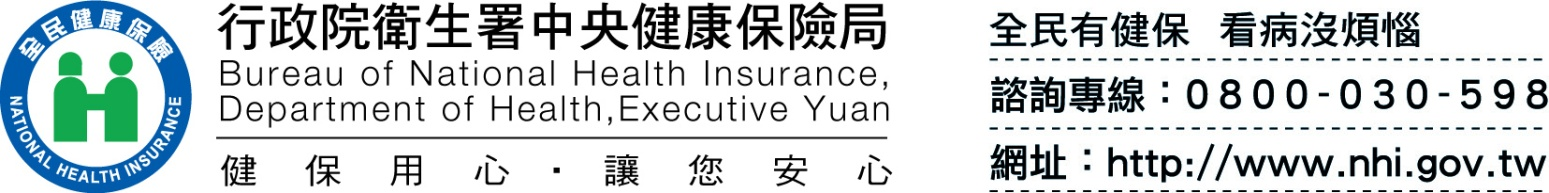 全民健康保險
NATIONAL HEALTH INSURANCE
行政院衛生署中央健康保險局
Bureau of National Health Insurance,
Department of Health,Executive Yuan
健保用心·讓您安心
全民有健保 看病沒煩惱
諮詢專線：0800-030-598
網址：http://www.nhi.gov.tw